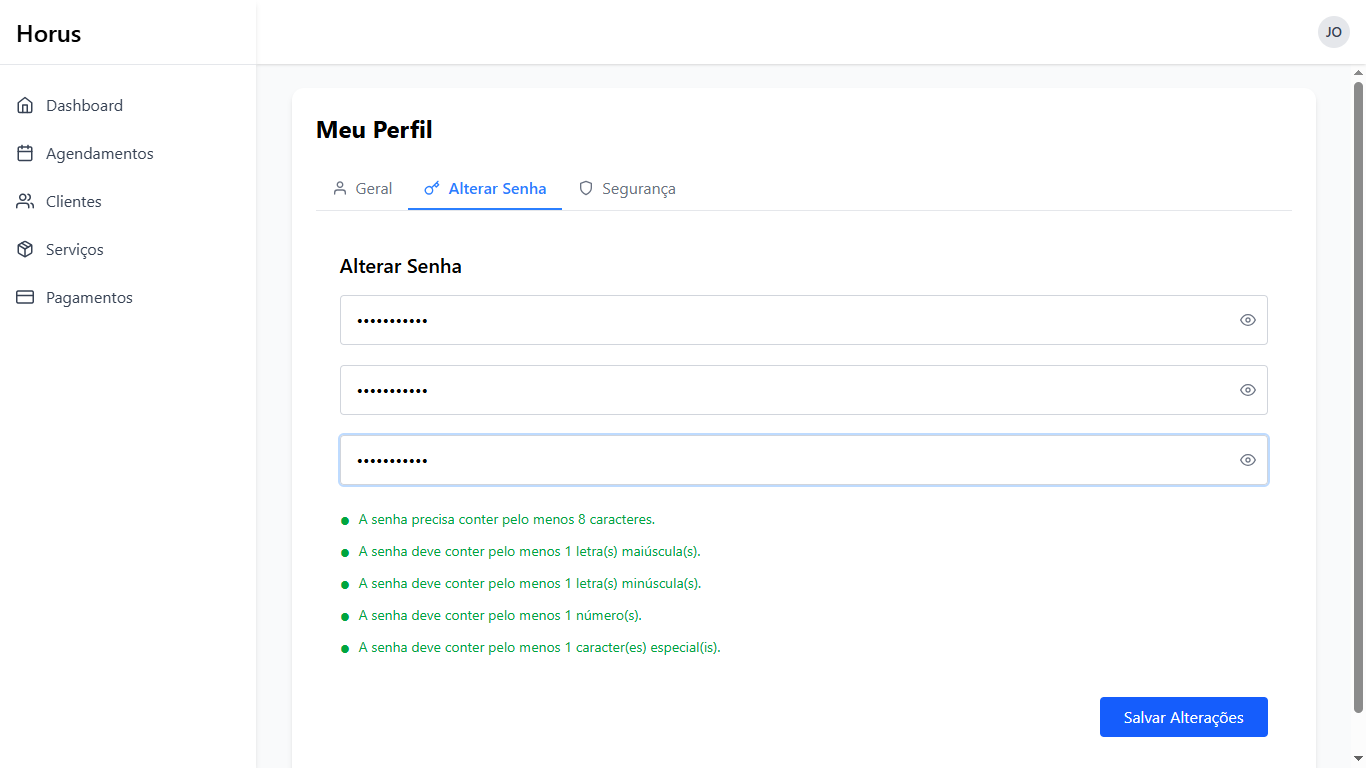 Horus
JO
Dashboard
Agendamentos
Clientes
Serviços
Pagamentos
Meu Perfil
Geral
Alterar Senha
Segurança
Alterar Senha
•••••••••••
•••••••••••
•••••••••••
● A senha precisa conter pelo menos 8 caracteres.
● A senha deve conter pelo menos 1 letra(s) maiúscula(s).
● A senha deve conter pelo menos 1 letra(s) minúscula(s).
● A senha deve conter pelo menos 1 número(s).
● A senha deve conter pelo menos 1 caracter(es) especial(is).
Salvar Alterações